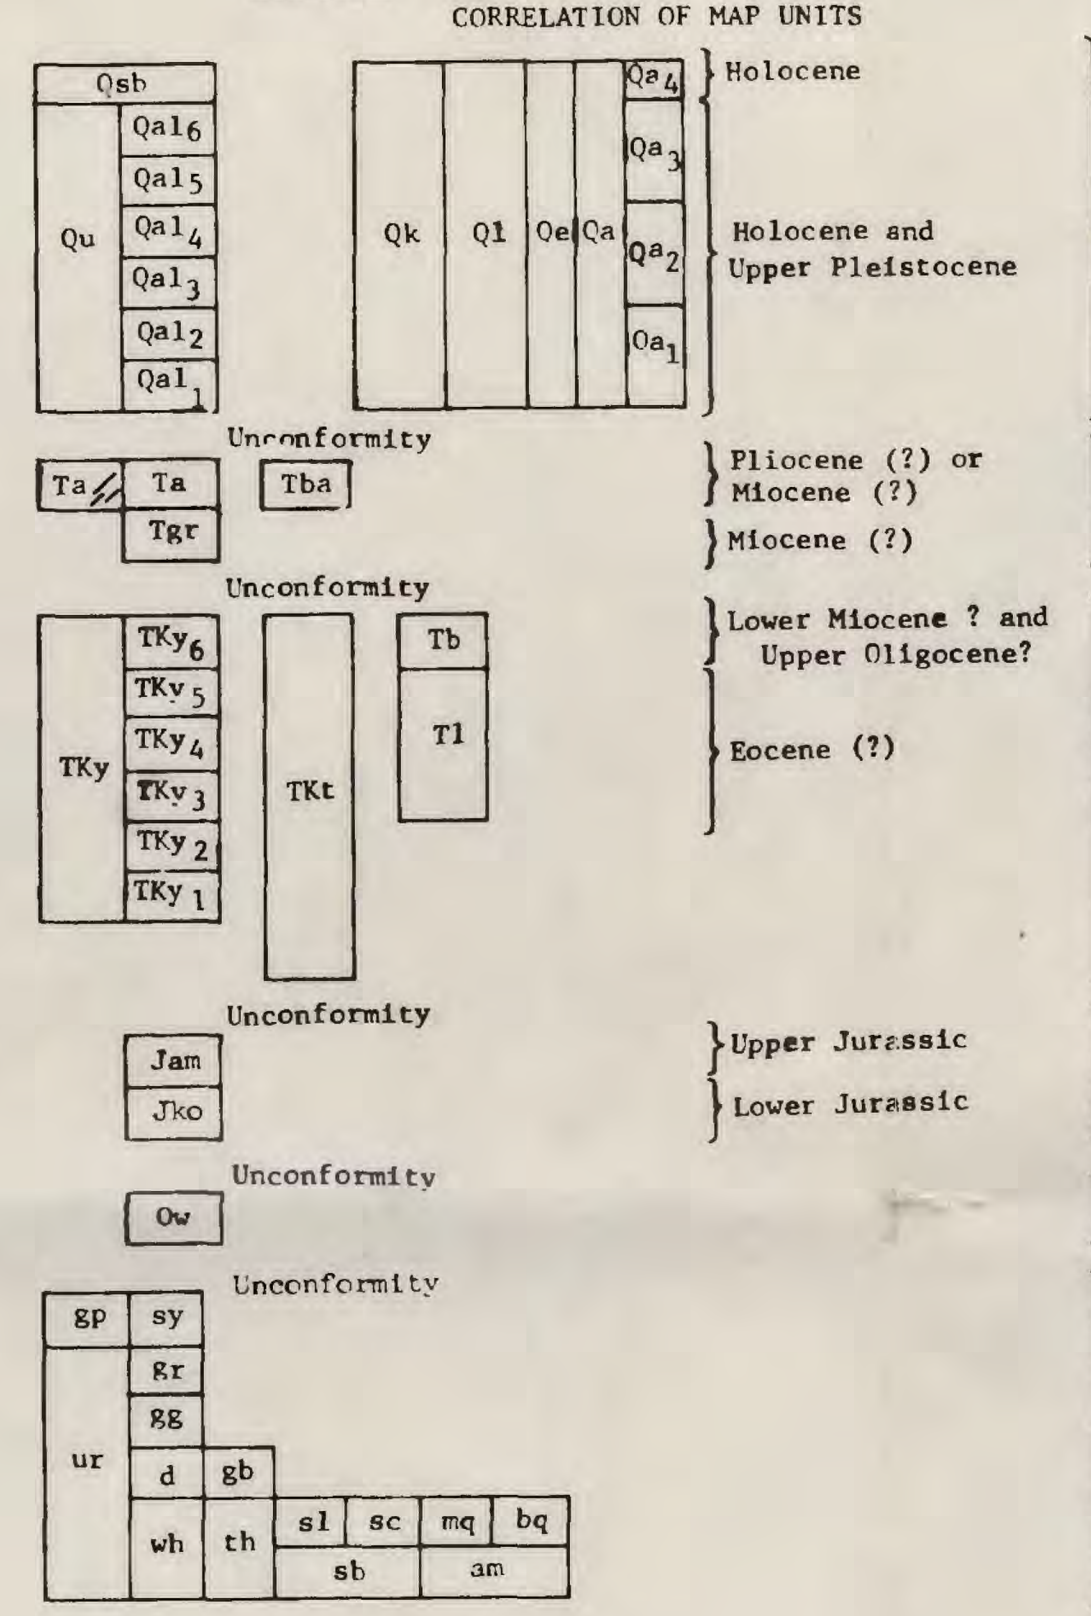 CORRELATION OF MAP UNITS
Qsb
Qu
Qal6
Qal5
Qal4
Qal3
Qal2
Qal1
Qk
Ql
Qe
Qa
Qa4
Qa3
Qa2
Qa1
} Holocene
Holocene and
Upper Pleistocene
Unconformity
Ta
Ta
Tba
Tgr
Pliocene (?) or
Miocene (?)
Miocene (?)
Unconformity
TKy
TKy6
TKy5
TKy4
TKy3
TKy2
TKy1
TKt
Tb
Tl
Lower Miocene ? and
Upper Oligocene?
Eocene (?)
Unconformity
Jam
Jko
Upper Jurassic
Lower Jurassic
Unconformity
Ow
Unconformity
gp
sy
gr
gg
ur
d
gb
wh
th
sl
sc
mq
bq
sb
am